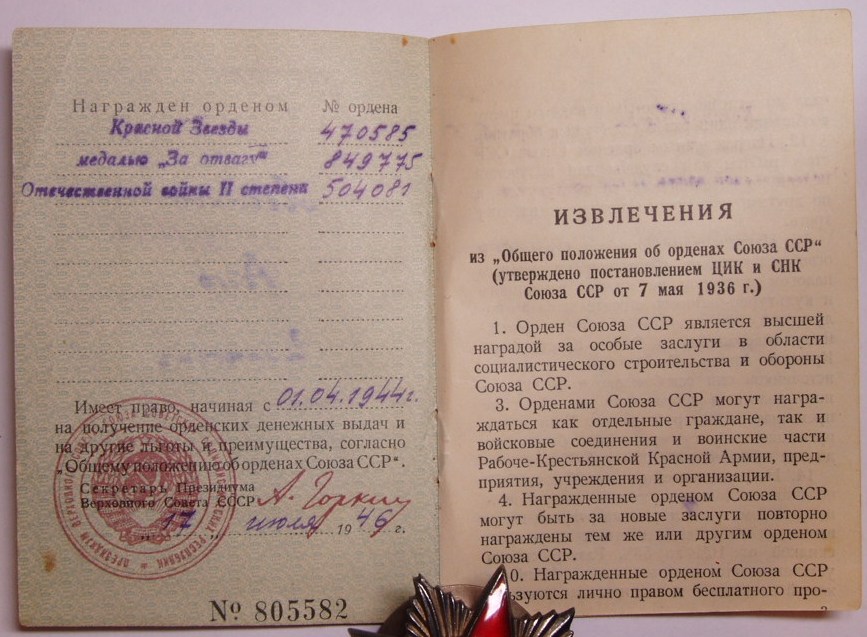 Награжден орденом № ордена
Красной Звезды 470585
медалью „За отвагу" 849775
Отечественной войны II степени 504081
Имеет право, начиная с 01.04.1944г.
на получение орденских денежных выдач и
на другие льготы и преимущества, согласно
„Общему положению об орденах Союза ССР".
Секретарь Президиума
Верховного Совета СССР А. Горкин
„17" июля 1946г.
№ 805582
ИЗВЛЕЧЕНИЯ
из „Общего положения об орденах Союза ССР"
(утверждено постановлением ЦИК и СНК
Союза ССР от 7 мая 1936 г.)
1. Орден Союза ССР является высшей
наградой за особые заслуги в области
социалистического строительства и обороны
Союза ССР.
3. Орденами Союза ССР могут награ-
ждаться как отдельные граждане, так и
войсковые соединения и воинские части
Рабоче-Крестьянской Красной Армии, пред-
приятия, учреждения и организации.
4. Награжденные орденом Союза ССР
могут быть за новые заслуги повторно
награждены тем же или другим орденом
Союза ССР.
0. Награжденные орденом Союза ССР
зуются лично правом бесплатного про-